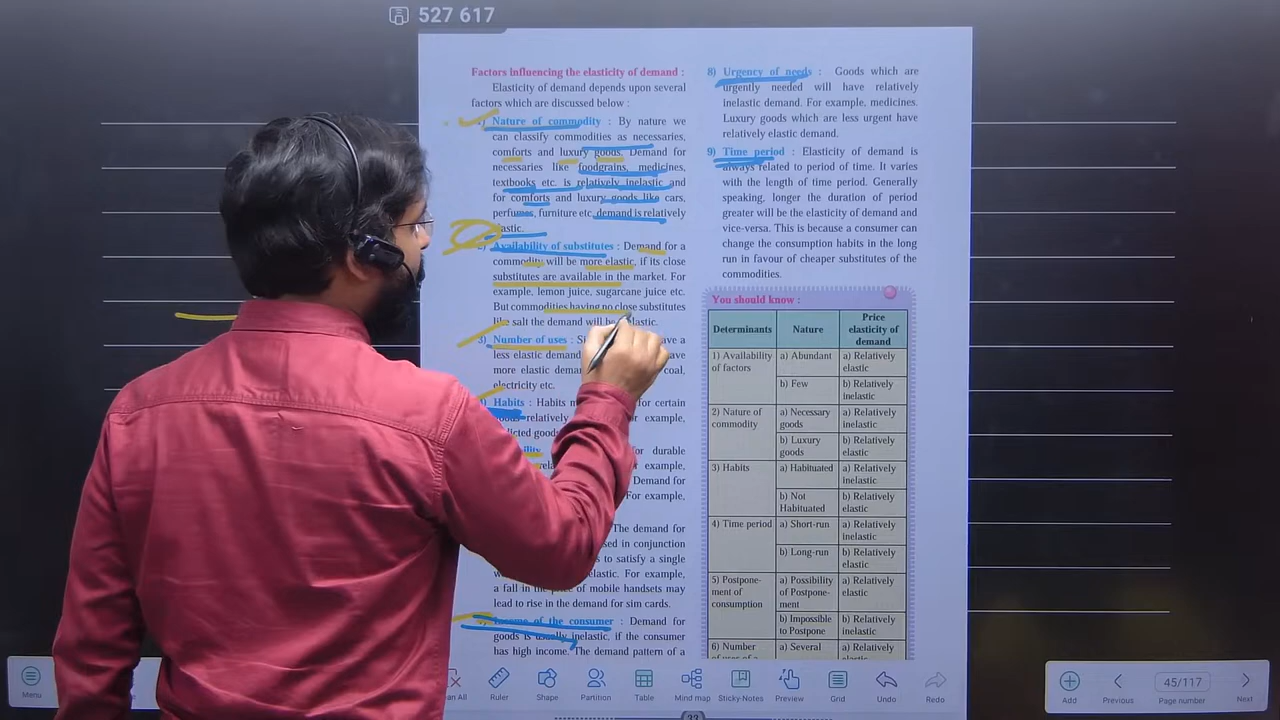 527 617
Factors influencing the elasticity of demand :
Elasticity of demand depends upon several
factors which are discussed below :
Nature of commodity : By nature we
can classify commodities as necessaries,
comforts and luxury goods. Demand for
necessaries like foodgrains, medicines,
textbooks etc. is relatively inelastic and
for comforts and luxury goods like cars,
perfumes, furniture etc. demand is relatively
2) Availability of substitutes : Demand for a
commodity will be more elastic, if its close
substitutes are available in the market. For
example, lemon juice, sugarcane juice etc.
But commodities having no close substitutes
like salt the demand will be
3) Number of uses :
less elastic demand
more elastic dema coal,
electricity etc.
Habits : Habits for certain
relatively example,
goods
for durable
example,
Demand for
For example,
The demand for
in conjunction
to satisfy a single
elastic. For example,
a fall in the of mobile handsets may
lead to rise in the demand for sim cards.
Income of the consumer : Demand for
goods is usually inelastic, if the consumer
has high income. The demand pattern of a
8) Urgency of needs : Goods which are
urgently needed will have relatively
inelastic demand. For example, medicines.
Luxury goods which are less urgent have
relatively elastic demand.
9) Time period : Elasticity of demand is
always related to period of time. It varies
with the length of time period. Generally
speaking, longer the duration of period
greater will be the elasticity of demand and
vice-versa. This is because a consumer can
change the consumption habits in the long
run in favour of cheaper substitutes of the
commodities.
You should know :
Determinants Nature Price elasticity of demand
1) Availability of factors a) Abundant a) Relatively elastic
b) Few b) Relatively inelastic
2) Nature of commodity a) Necessary goods a) Relatively inelastic
b) Luxury goods b) Relatively elastic
3) Habits a) Habituated a) Relatively inelastic
b) Not Habituated b) Relatively elastic
4) Time period a) Short-run a) Relatively inelastic
b) Long-run b) Relatively elastic
5) Postpone-ment of consumption a) Possibility of Postpone-ment a) Relatively elastic
b) Impossible to Postpone b) Relatively inelastic
6) Number a) Several a) Relatively
Menu
an All Ruler Shape Partition Table Mind map Sticky-Notes Preview Grid Undo Redo
Add Previous 45/117 Page number Next